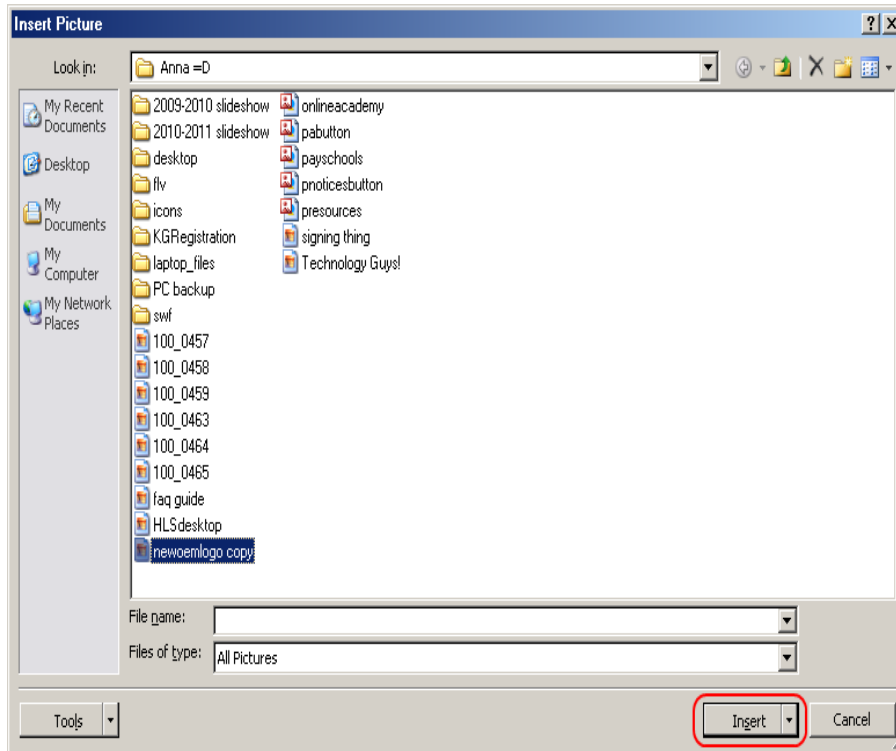 Insert Picture
Look in:
Anna =D
My Recent
Documents
Desktop
My
Documents
My
Computer
My Network
Places
2009-2010 slideshow
2010-2011 slideshow
desktop
flv
icons
KGRegistration
laptop_files
PC backup
swf
100_0457
100_0458
100_0459
100_0463
100_0464
100_0465
faq guide
HLSdesktop
newoemlogo copy
onlineacademy
pabutton
payschools
pnoticesbutton
presources
signing thing
Technology Guys!
File name:
Files of type:
All Pictures
Tools
Insert
Cancel